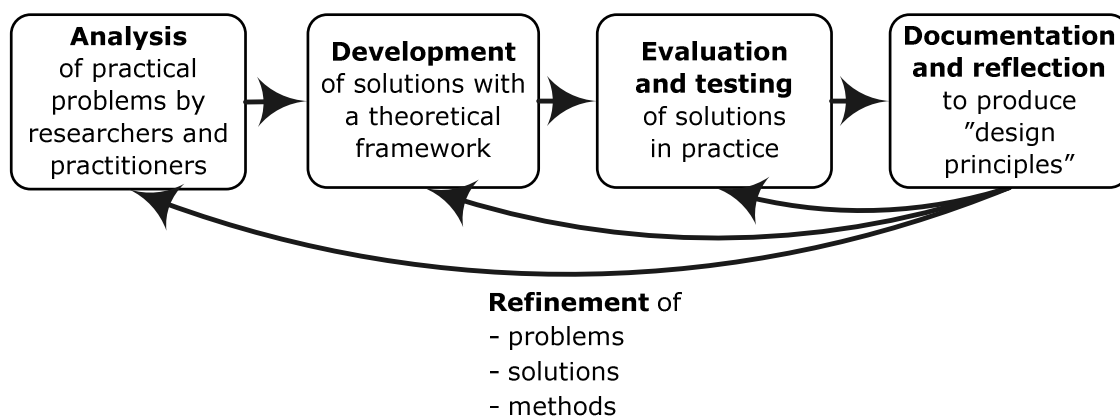 Analysis
of practical
problems by
researchers and
practitioners
Development
of solutions with
a theoretical
framework
Evaluation
and testing
of solutions
in practice
Documentation
and reflection
to produce
”design
principles”
Refinement of
- problems
- solutions
- methods